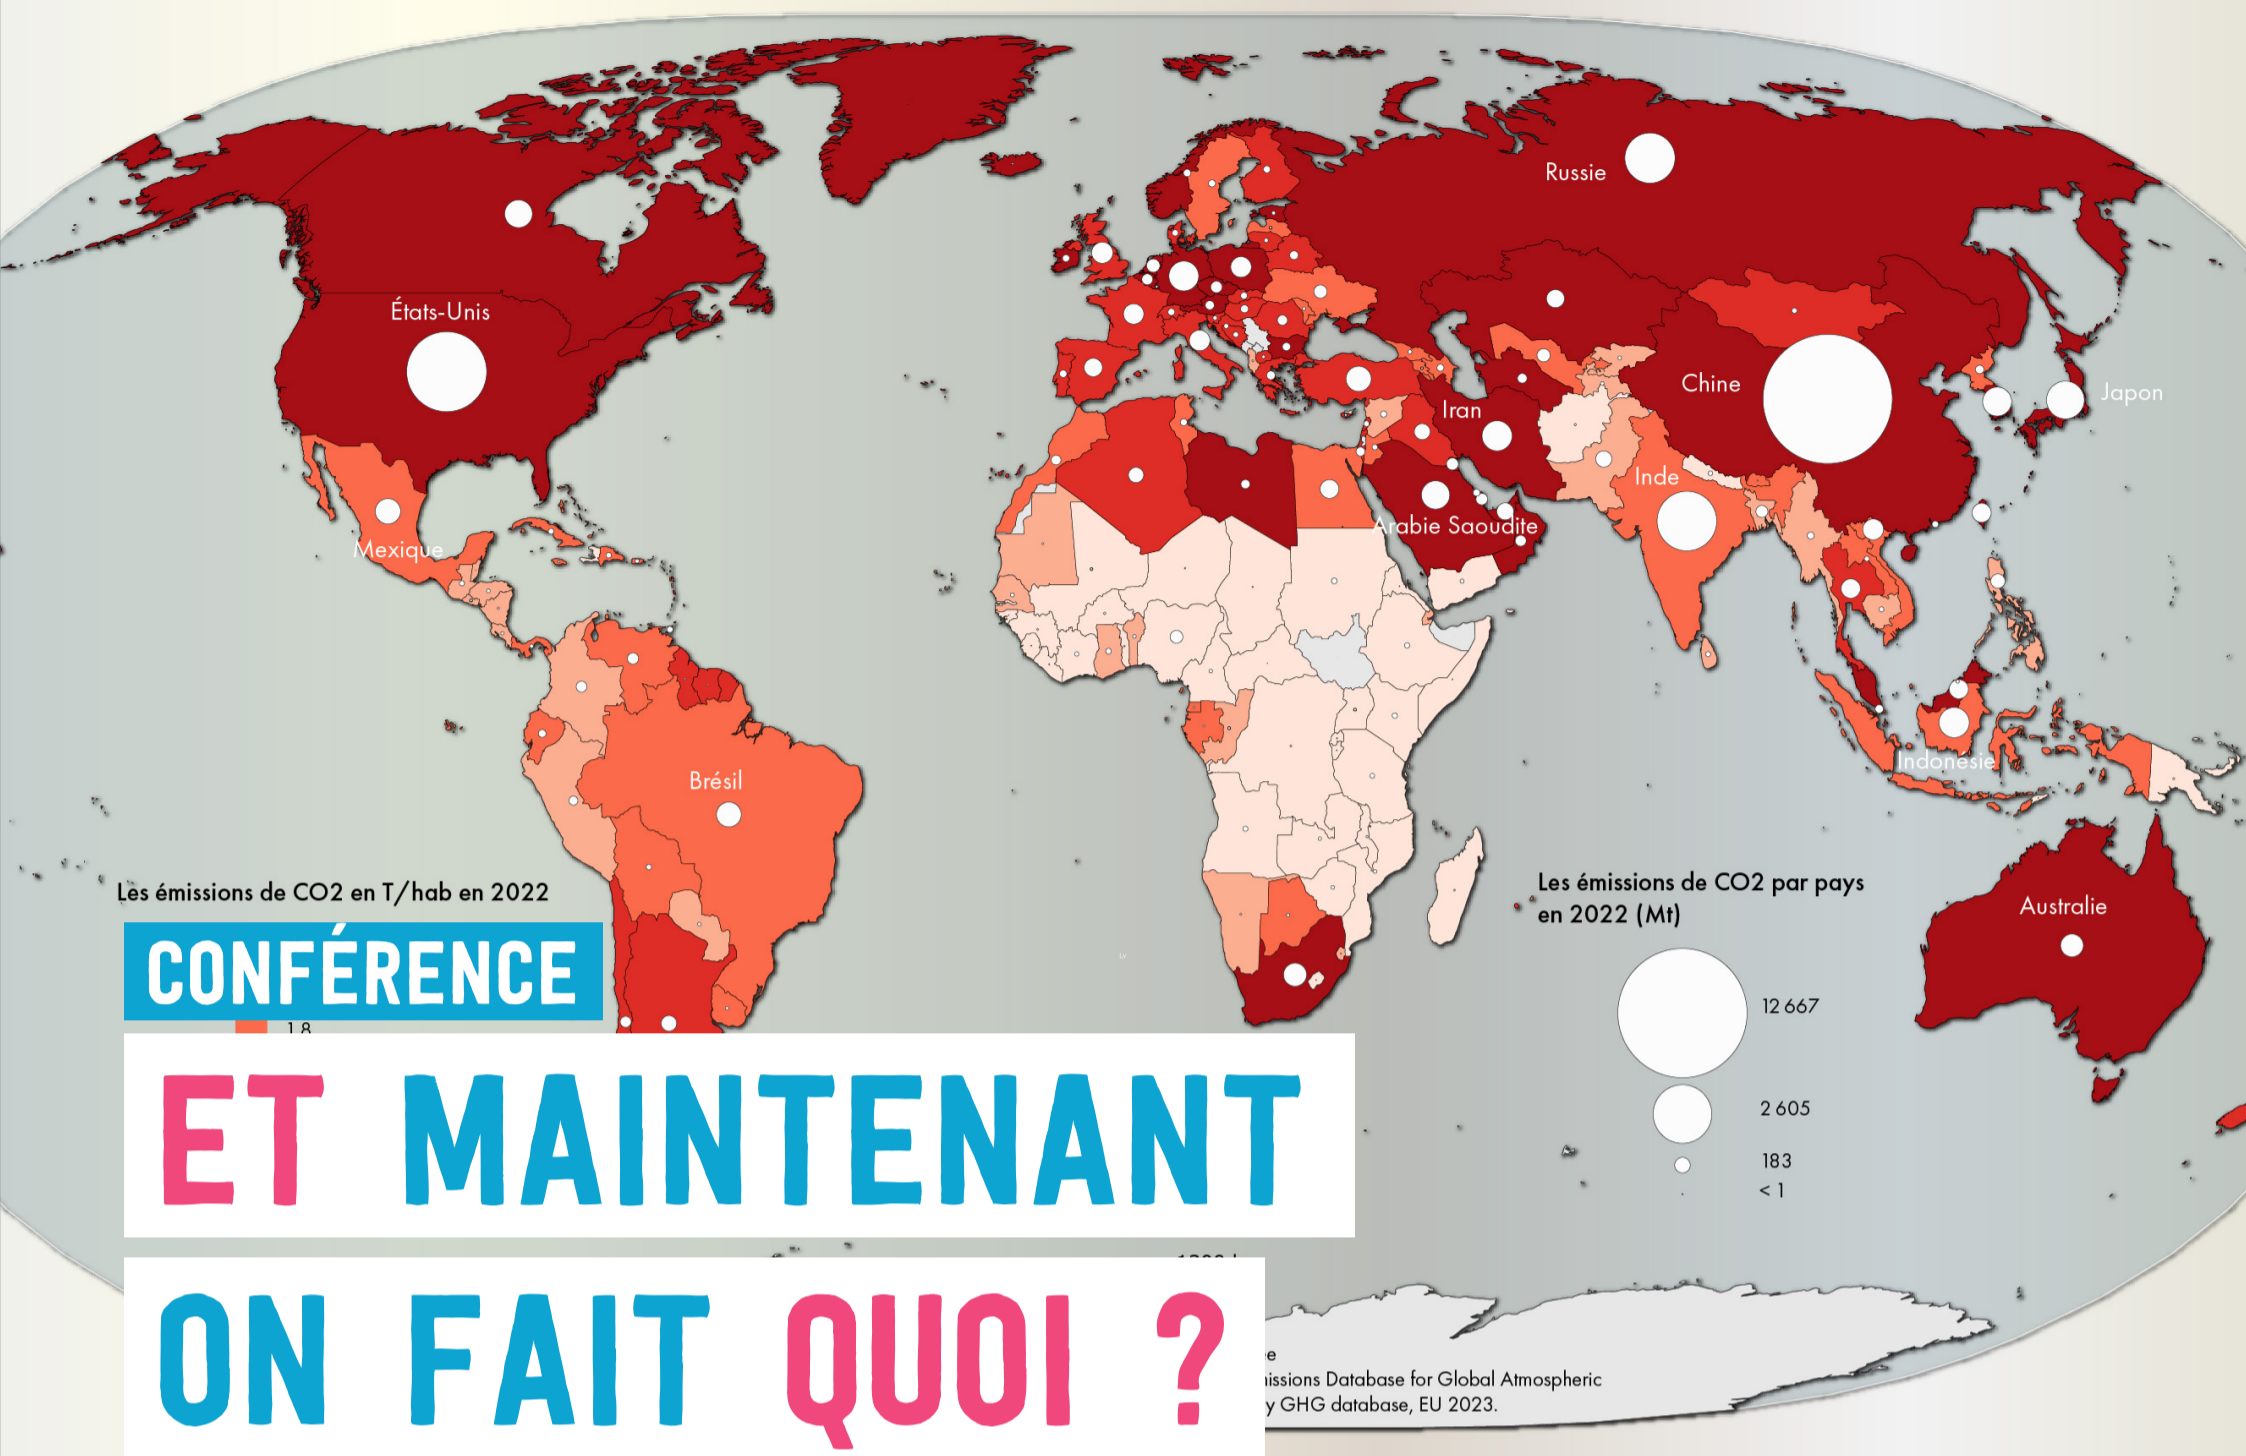 Russie
États-Unis
Chine
Japon
Iran
Inde
Arabie Saoudite
Mexique
Brésil
Indonésie
Australie
Les émissions de CO2 en T/hab en 2022
CONFÉRENCE
1,8
ET MAINTENANT
ON FAIT QUOI ?
Les émissions de CO2 par pays
en 2022 (Mt)
12 667
2 605
183
< 1
issions Database for Global Atmospheric
y GHG database, EU 2023.